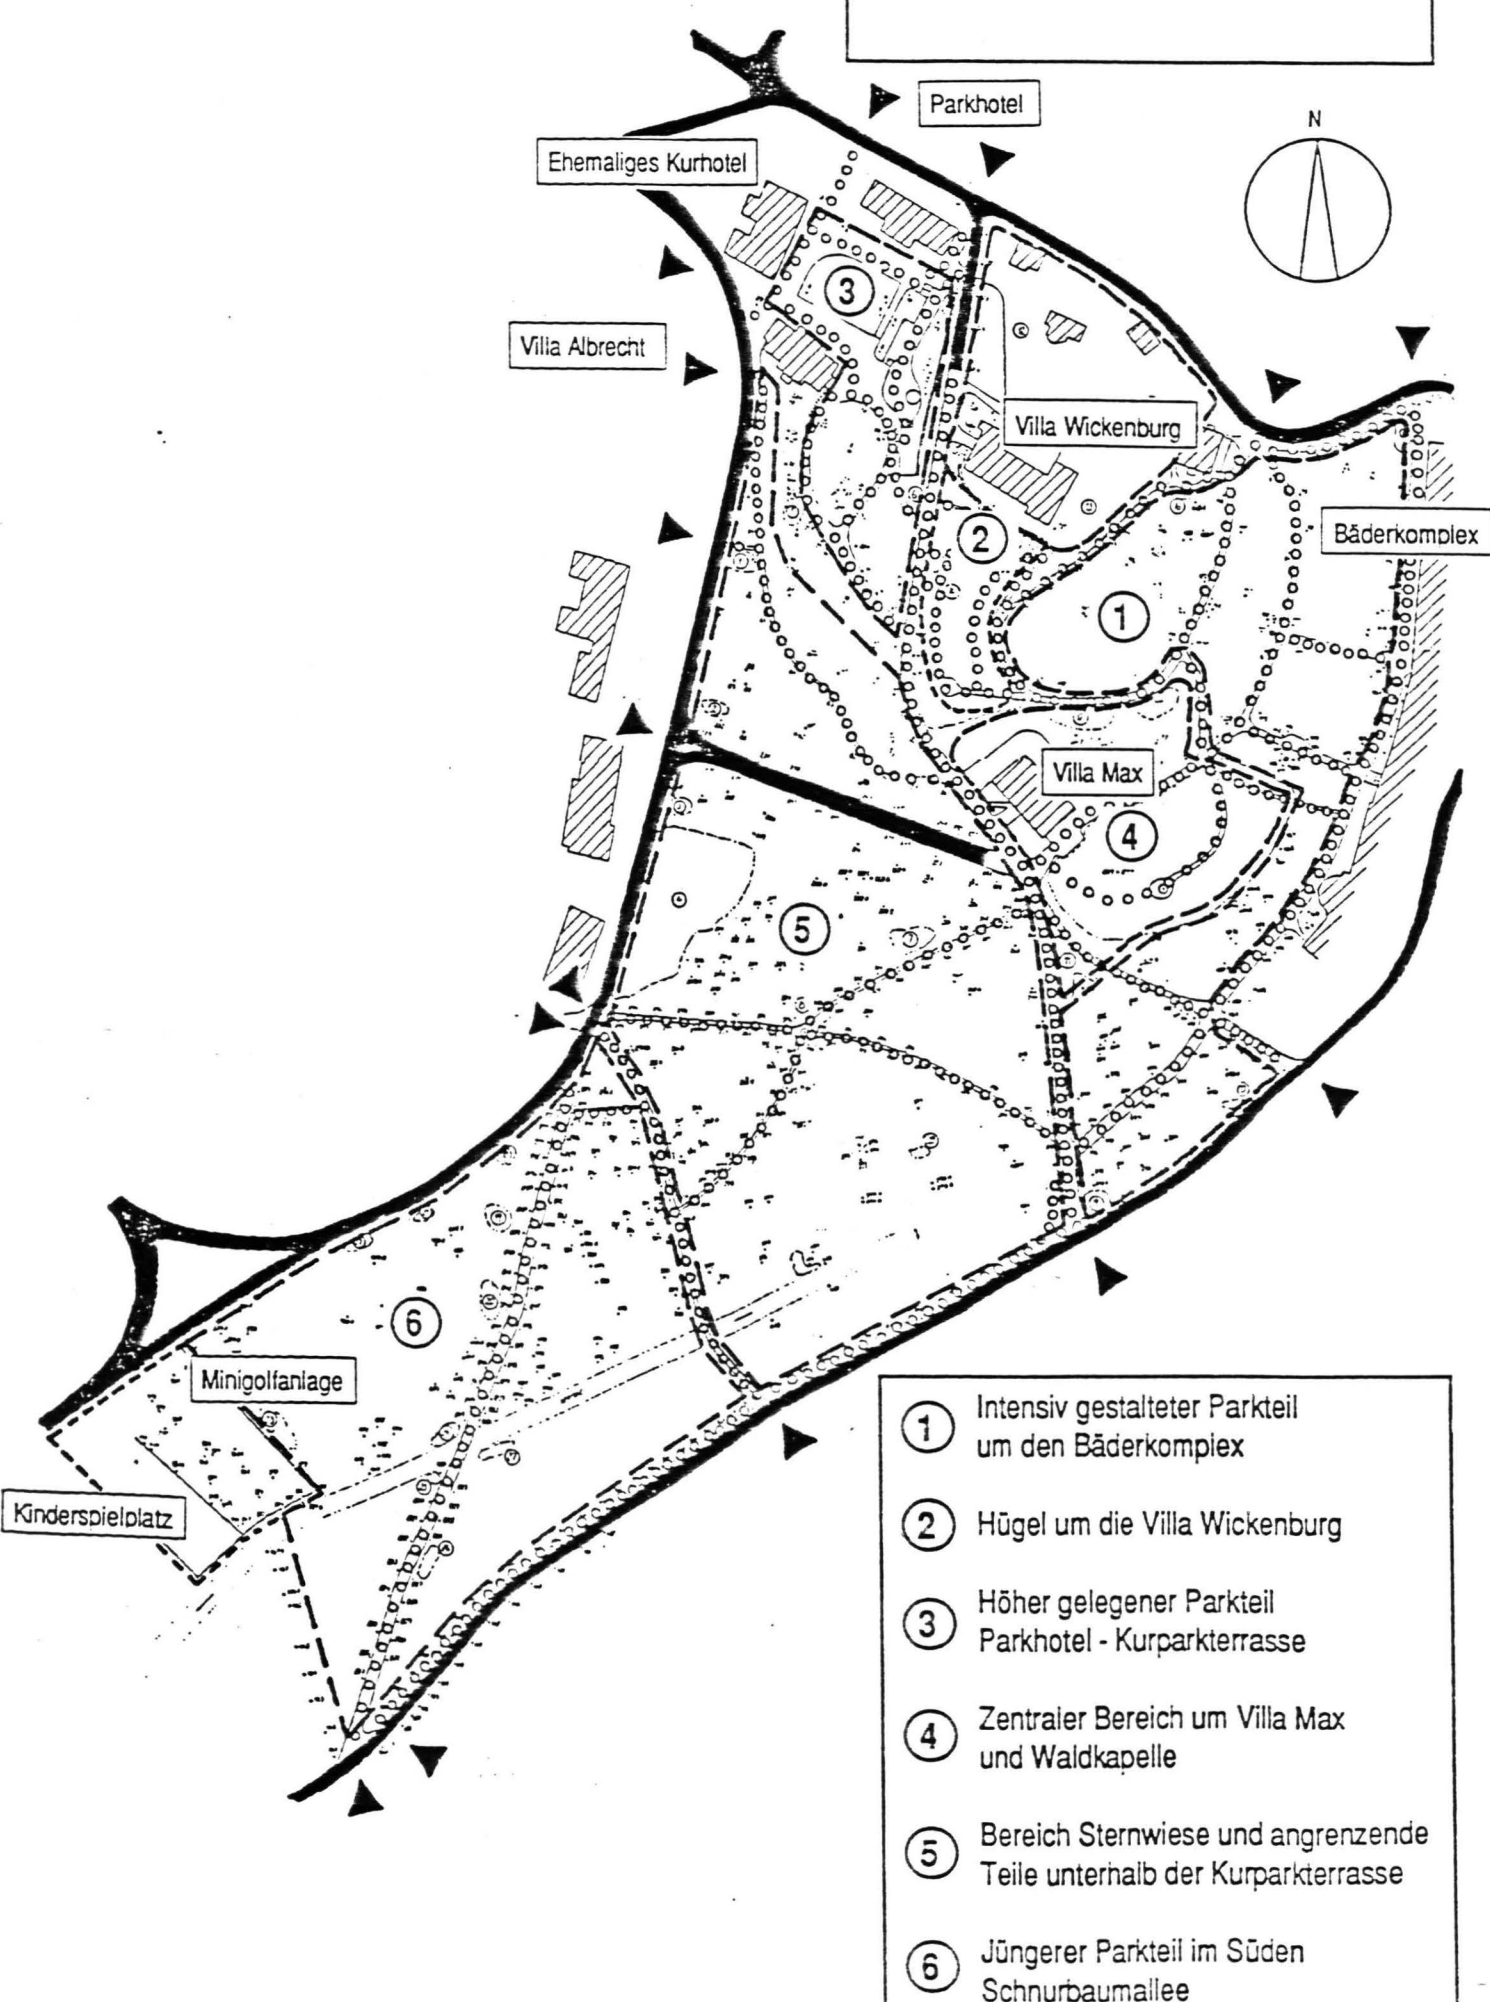 Parkhotel
N
Ehemaliges Kurhotel
3
Villa Albrecht
Villa Wickenburg
Bäderkomplex
2
1
Villa Max
4
5
6
Minigolfanlage
Kinderspielplatz
1 Intensiv gestalteter Parkteil
um den Bäderkomplex
2 Hügel um die Villa Wickenburg
3 Höher gelegener Parkteil
Parkhotel - Kurparkterrasse
4 Zentraler Bereich um Villa Max
und Waldkapelle
5 Bereich Sternwiese und angrenzende
Teile unterhalb der Kurparkterrasse
6 Jüngerer Parkteil im Süden
Schnurbaumallee